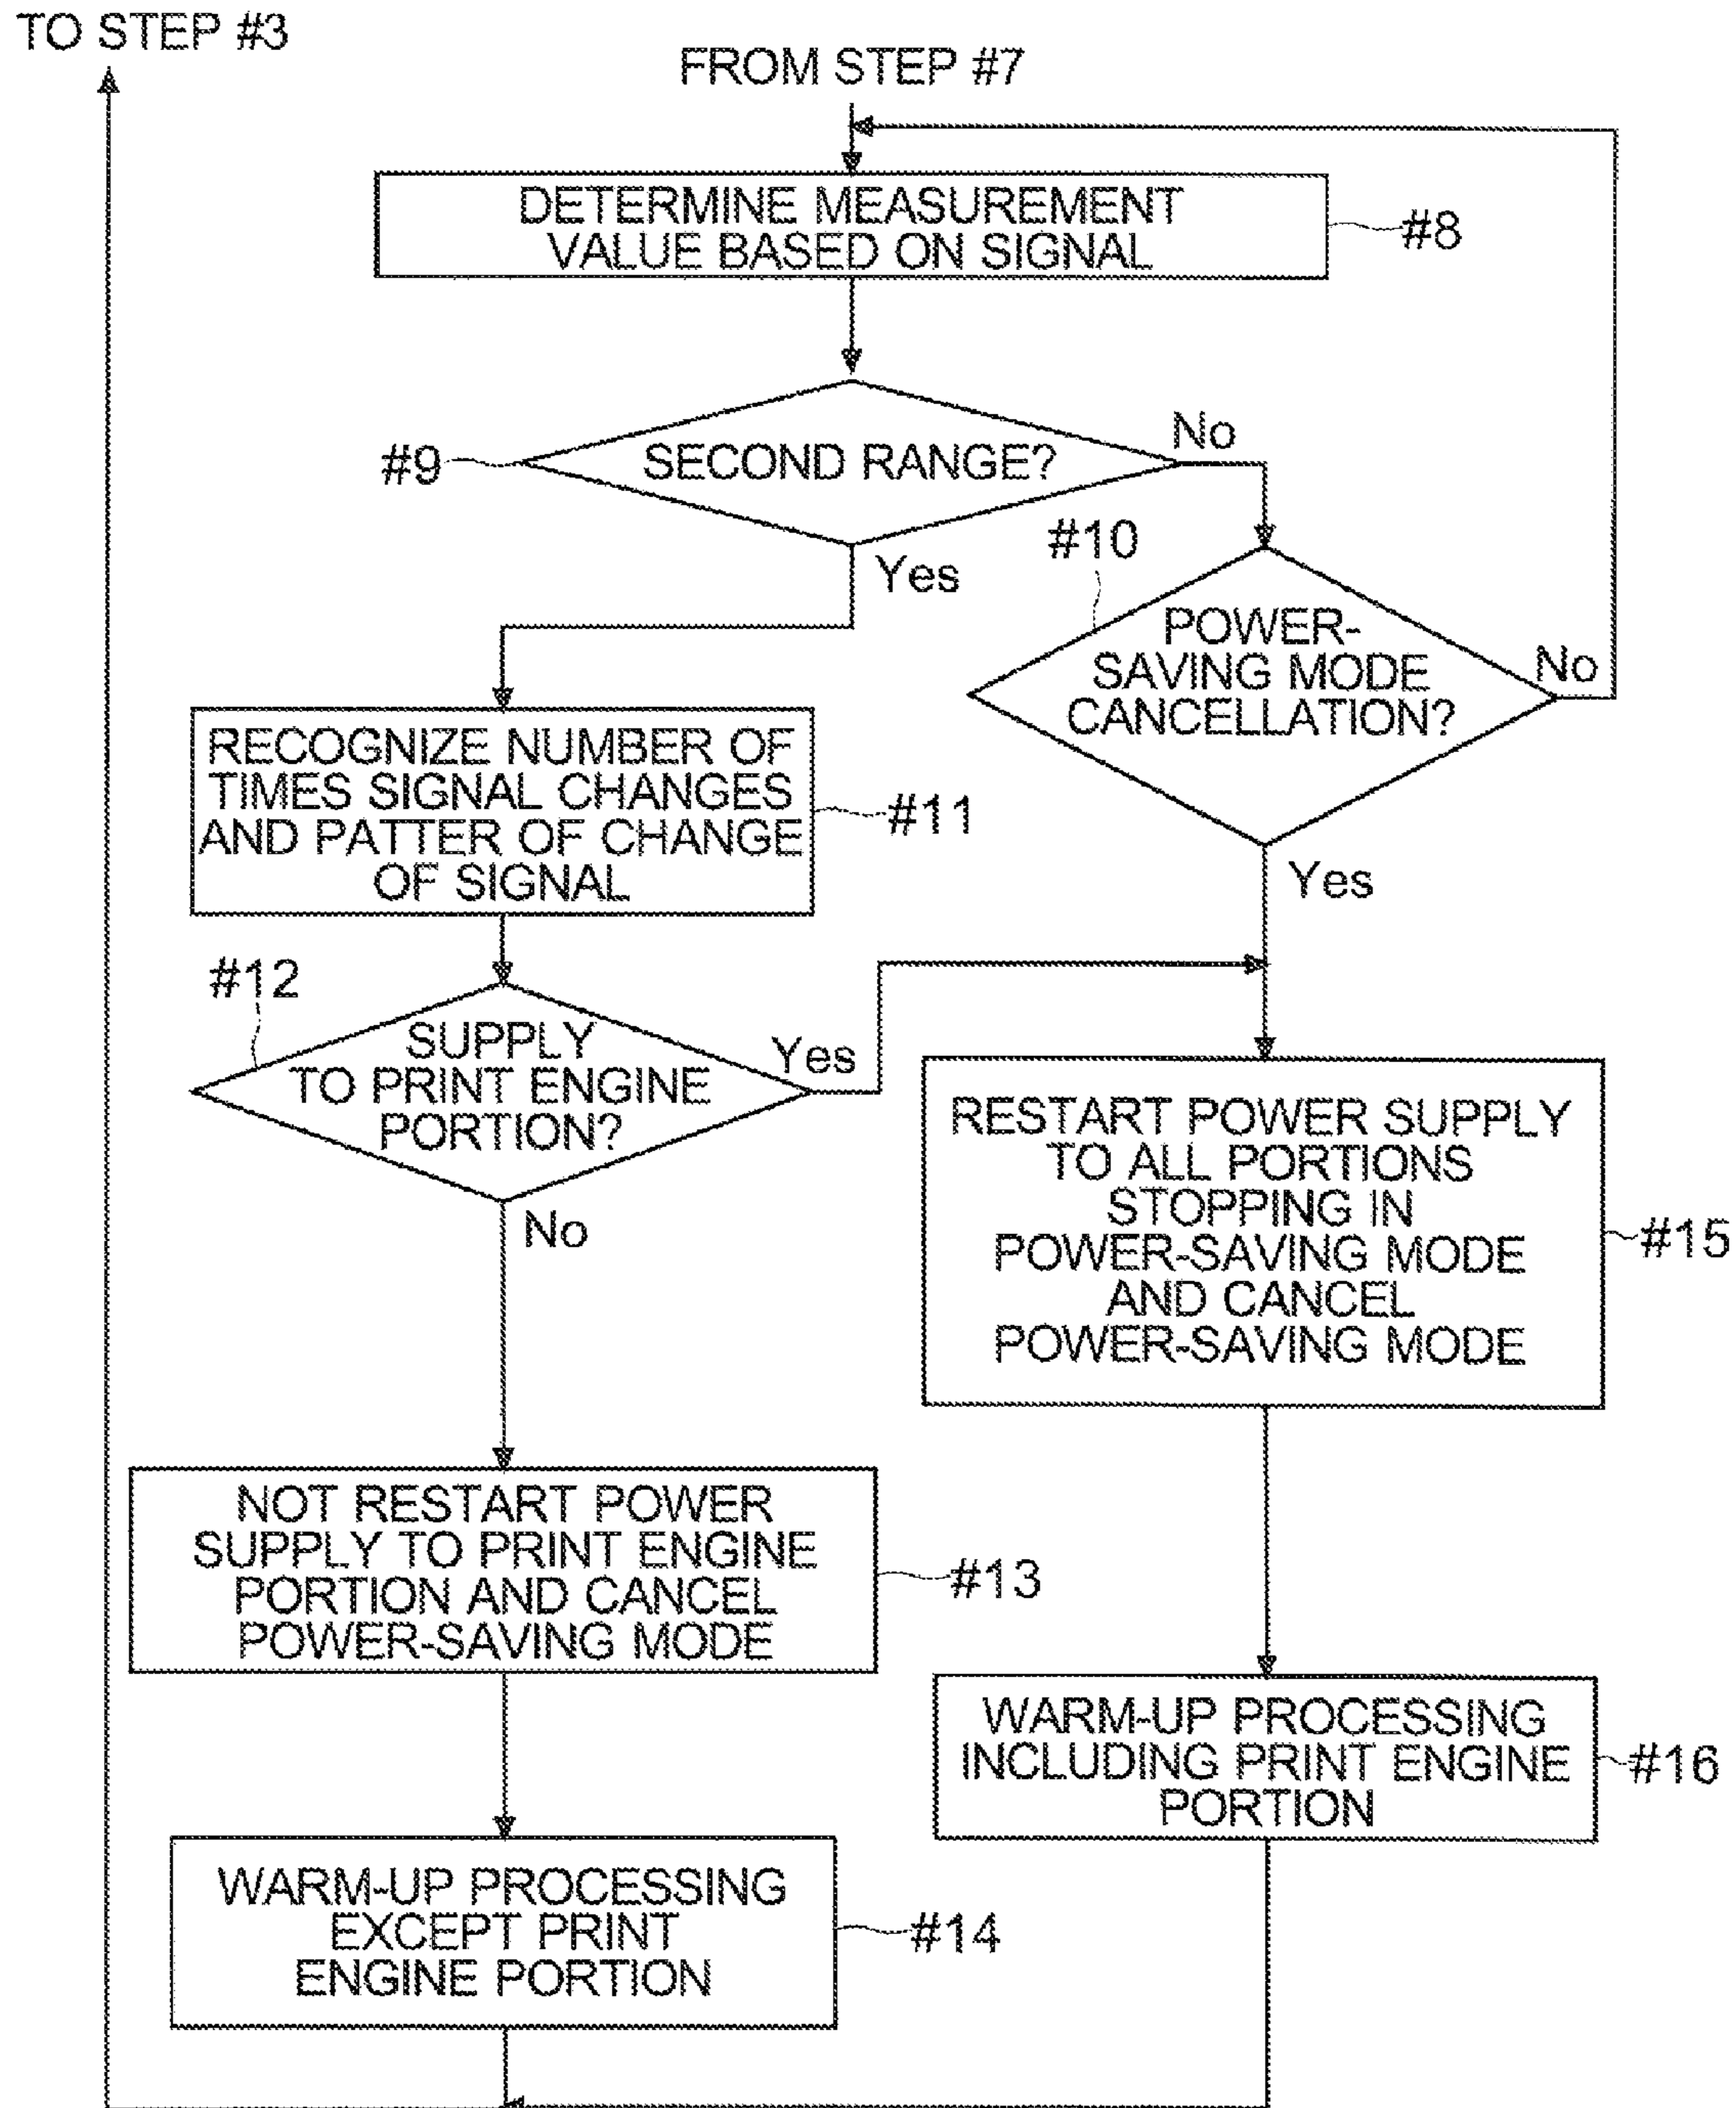 TO STEP #3
FROM STEP #7
DETERMINE MEASUREMENT
VALUE BASED ON SIGNAL
#8
#9
SECOND RANGE?
No
Yes
#10
POWER-
SAVING MODE
CANCELLATION?
No
Yes
RECOGNIZE NUMBER OF
TIMES SIGNAL CHANGES
AND PATTER OF CHANGE
OF SIGNAL
#11
#12
SUPPLY
TO PRINT ENGINE
PORTION?
Yes
No
RESTART POWER SUPPLY
TO ALL PORTIONS
STOPPING IN
POWER-SAVING MODE
AND CANCEL
POWER-SAVING MODE
#15
NOT RESTART POWER
SUPPLY TO PRINT ENGINE
PORTION AND CANCEL
POWER-SAVING MODE
#13
WARM-UP PROCESSING
INCLUDING PRINT ENGINE
PORTION
#16
WARM-UP PROCESSING
EXCEPT PRINT
ENGINE PORTION
#14